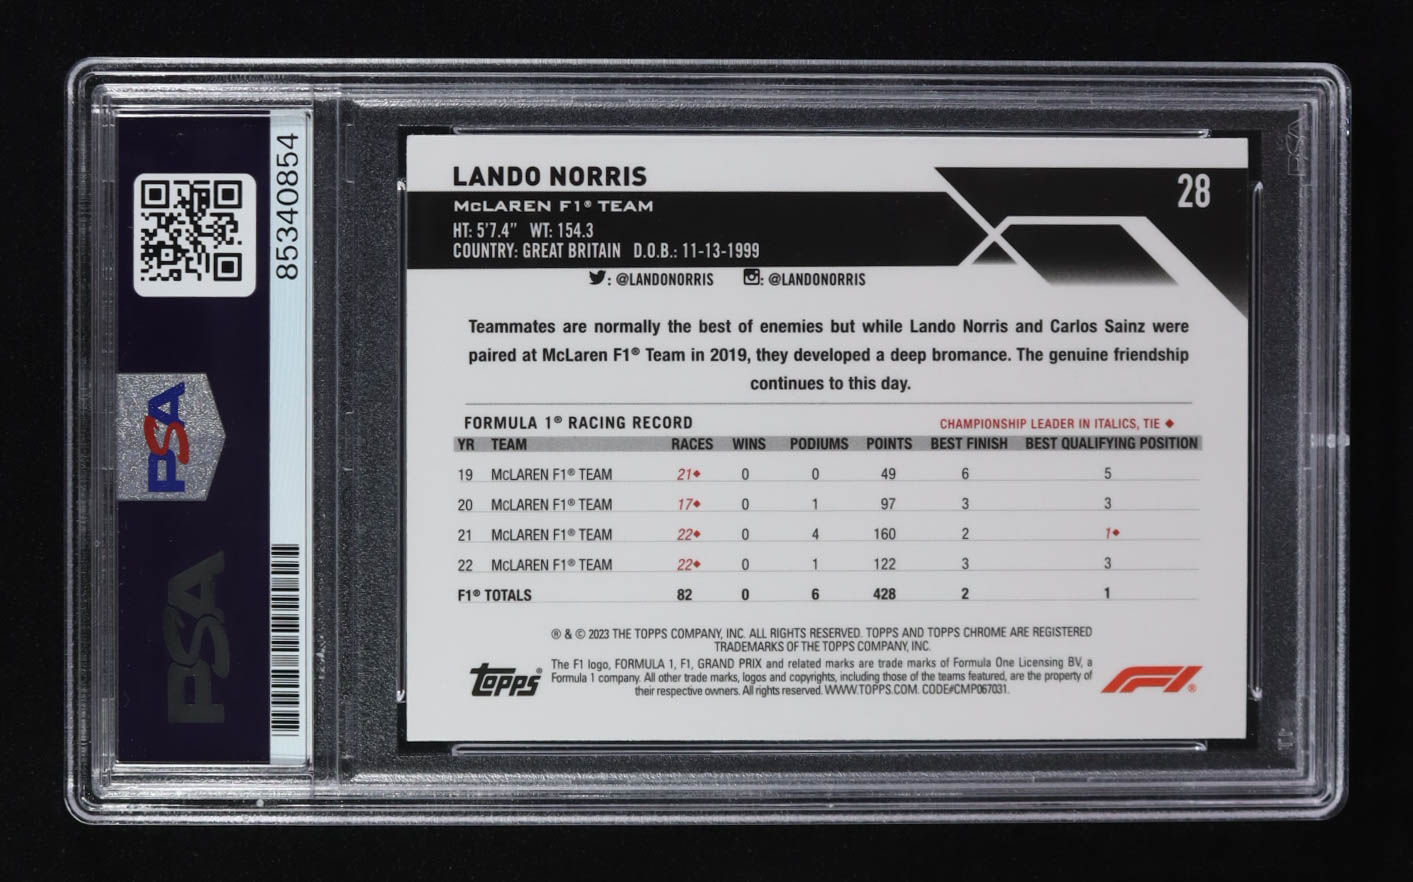 85340854
PSA
PSA
LANDO NORRIS
28
McLAREN F1® TEAM
HT: 5'7.4" WT: 154.3
COUNTRY: GREAT BRITAIN D.O.B.: 11-13-1999
: @LANDONORRIS : @LANDONORRIS
Teammates are normally the best of enemies but while Lando Norris and Carlos Sainz were
paired at McLaren F1® Team in 2019, they developed a deep bromance. The genuine friendship
continues to this day.
FORMULA 1® RACING RECORD CHAMPIONSHIP LEADER IN ITALICS, TIE ♦
YR TEAM RACES WINS PODIUMS POINTS BEST FINISH BEST QUALIFYING POSITION
19 McLAREN F1® TEAM 21♦ 0 0 49 6 5
20 McLAREN F1® TEAM 17♦ 0 1 97 3 3
21 McLAREN F1® TEAM 22♦ 0 4 160 2 1♦
22 McLAREN F1® TEAM 22♦ 0 1 122 3 3
F1® TOTALS 82 0 6 428 2 1
® & © 2023 THE TOPPS COMPANY, INC. ALL RIGHTS RESERVED. TOPPS AND TOPPS CHROME ARE REGISTERED
TRADEMARKS OF THE TOPPS COMPANY, INC.
The F1 logo, FORMULA 1, F1, GRAND PRIX and related marks are trade marks of Formula One Licensing BV, a
Formula 1 company. All other trade marks, logos and copyrights, including those of the teams featured, are the property of
their respective owners. All rights reserved. WWW.TOPPS.COM. CODE#CMP067031.
Topps®
F1®